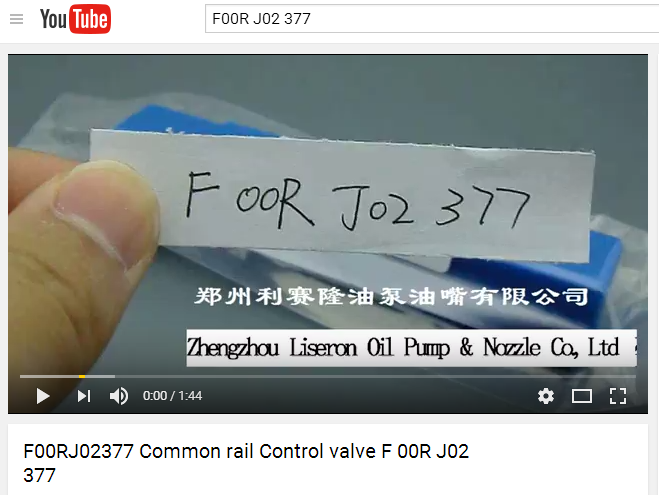 YouTube
F00R J02 377
F 00R J02 377
郑州利赛隆油泵油嘴有限公司
Zhengzhou Liseron Oil Pump & Nozzle Co., Ltd
0:00 / 1:44
F00RJ02377 Common rail Control valve F 00R J02
377